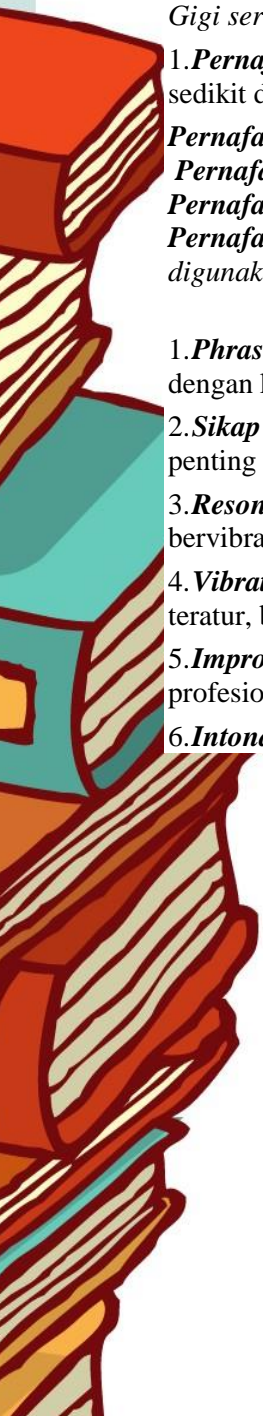 Gigi ser
1.Pernaf
sedikit d
Pernafa
Pernafa
Pernafa
Pernafa
digunak
1.Phras
dengan
2.Sikap
penting
3.Reson
bervibra
4.Vibrat
teratur, b
5.Impro
profesio
6.Intona